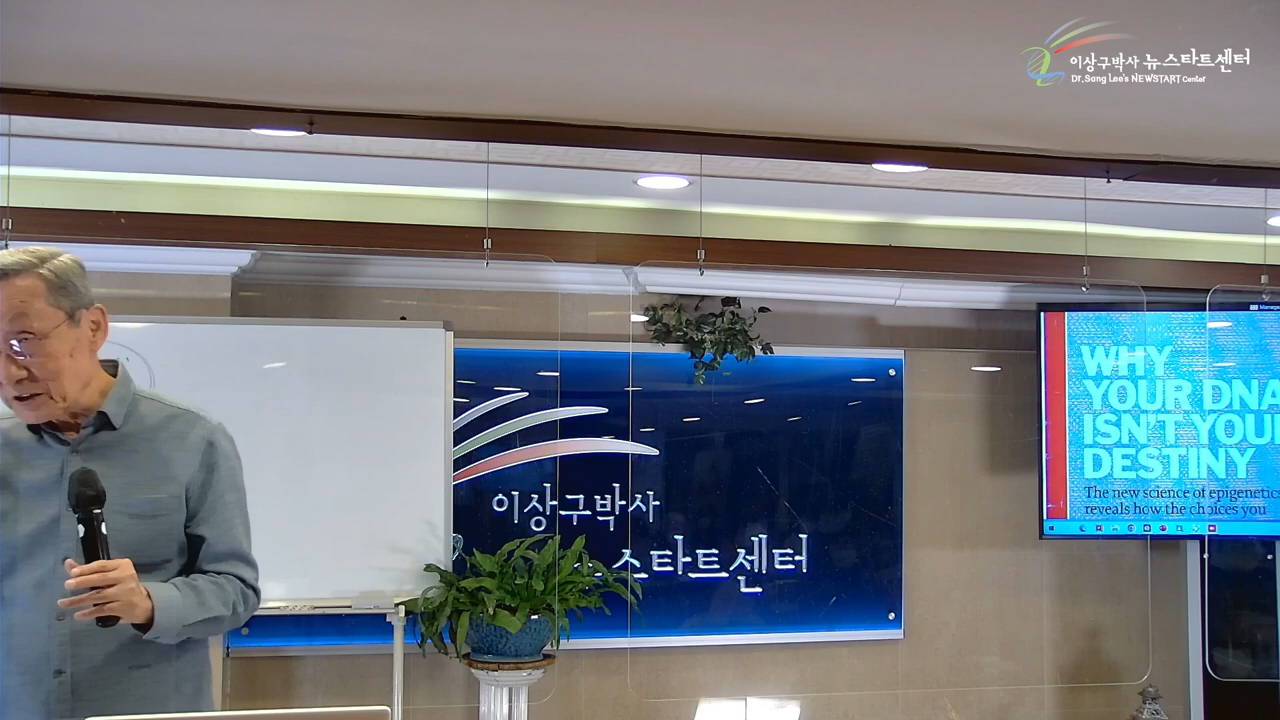 이상구박사 뉴스타트센터
Dr. Sang Lee's NEWSTART Center
이상구박사
스타트센터
WHY
YOUR DNA
ISN'T YOU
DESTINY
The new science of epigenetic
reveals how the choices you